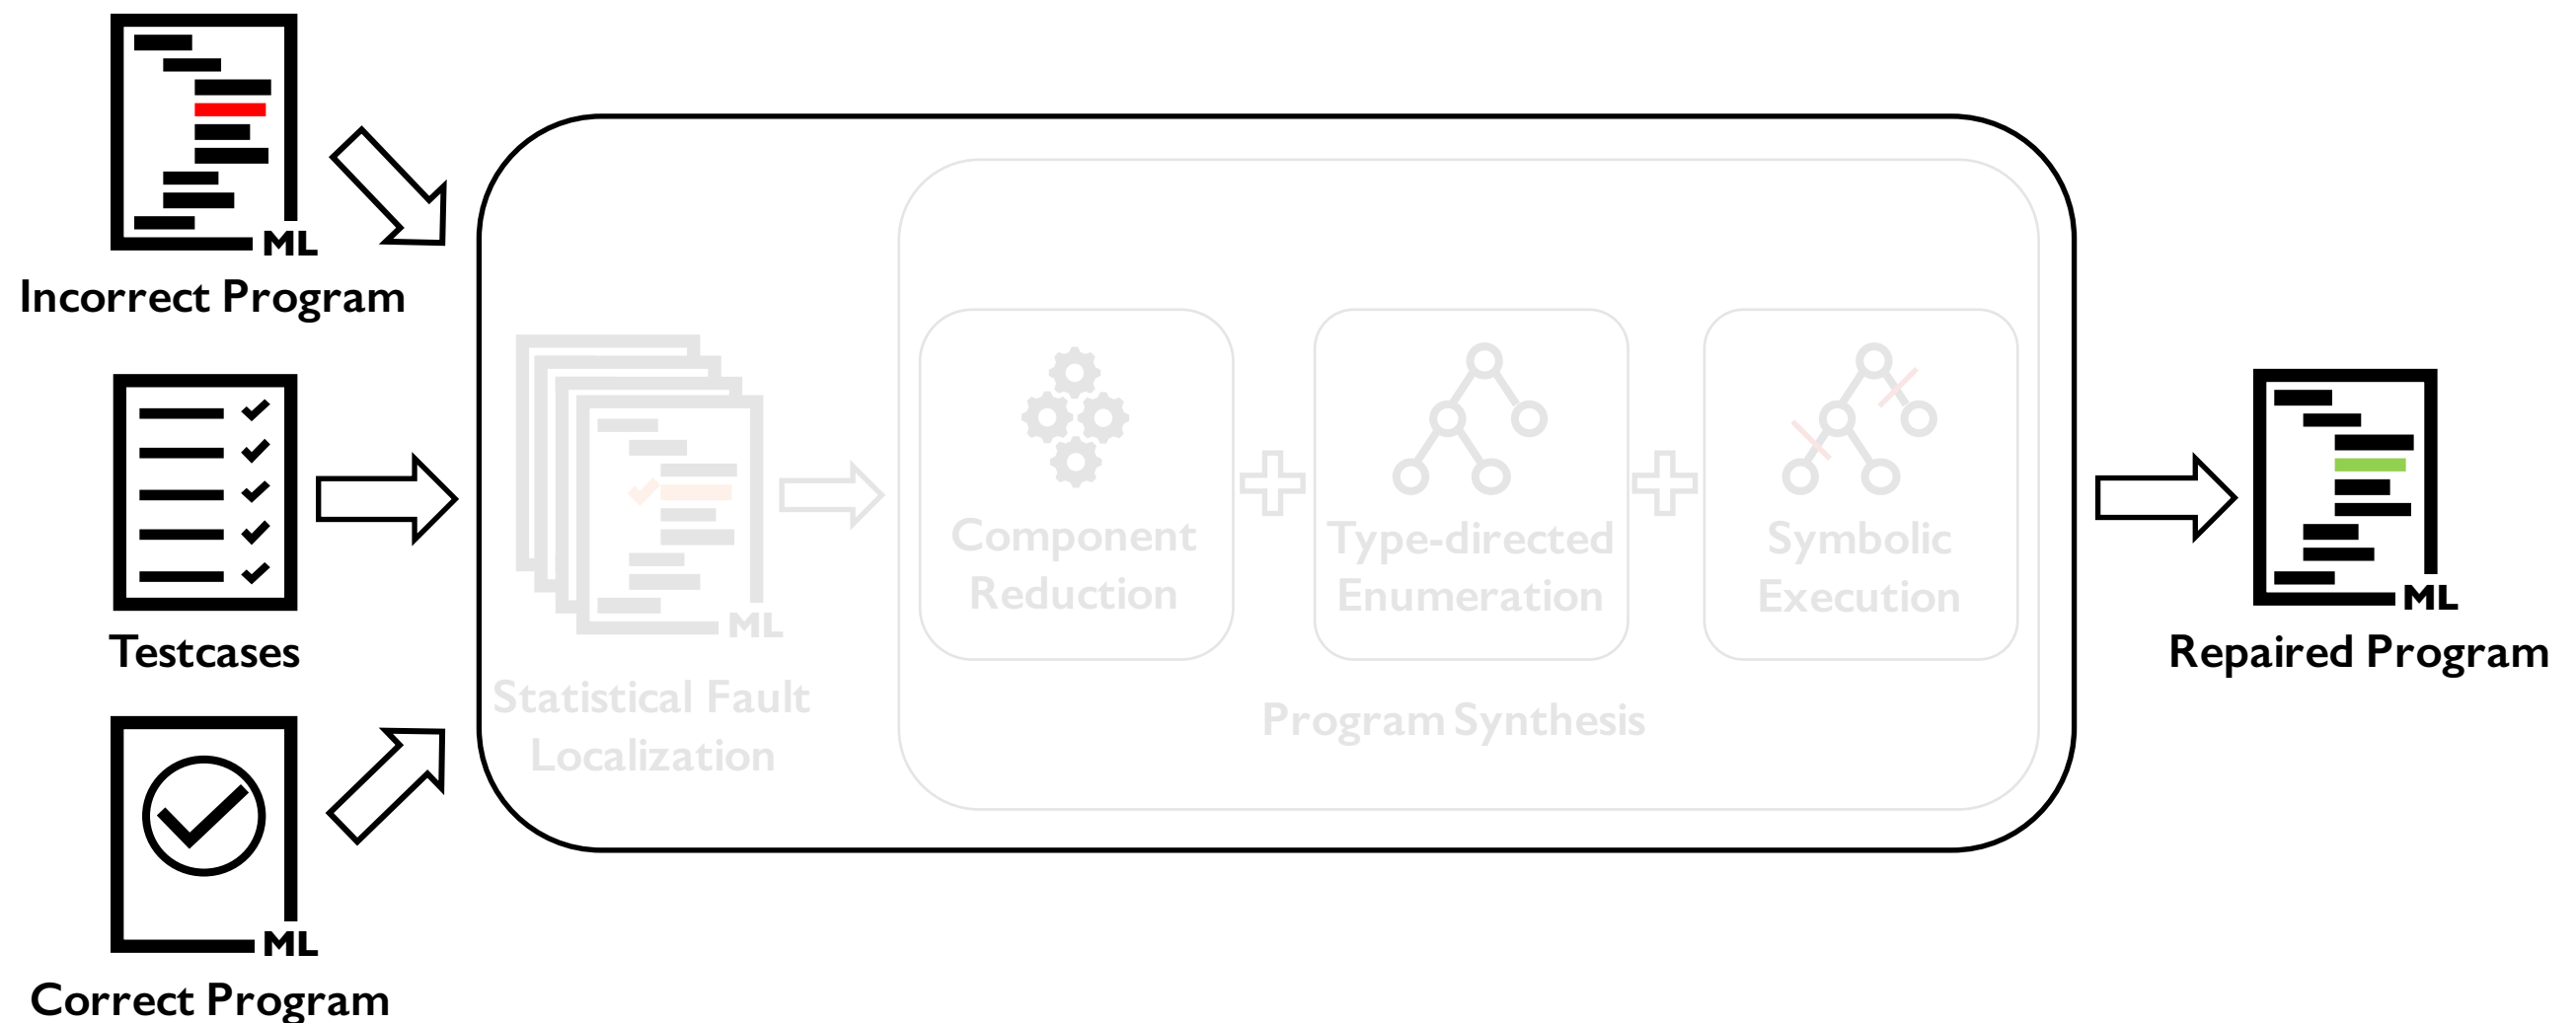 ML
Incorrect Program
Testcases
ML
Correct Program
ML
Statistical Fault
Localization
Component
Reduction
Type-directed
Enumeration
Symbolic
Execution
Program Synthesis
ML
Repaired Program